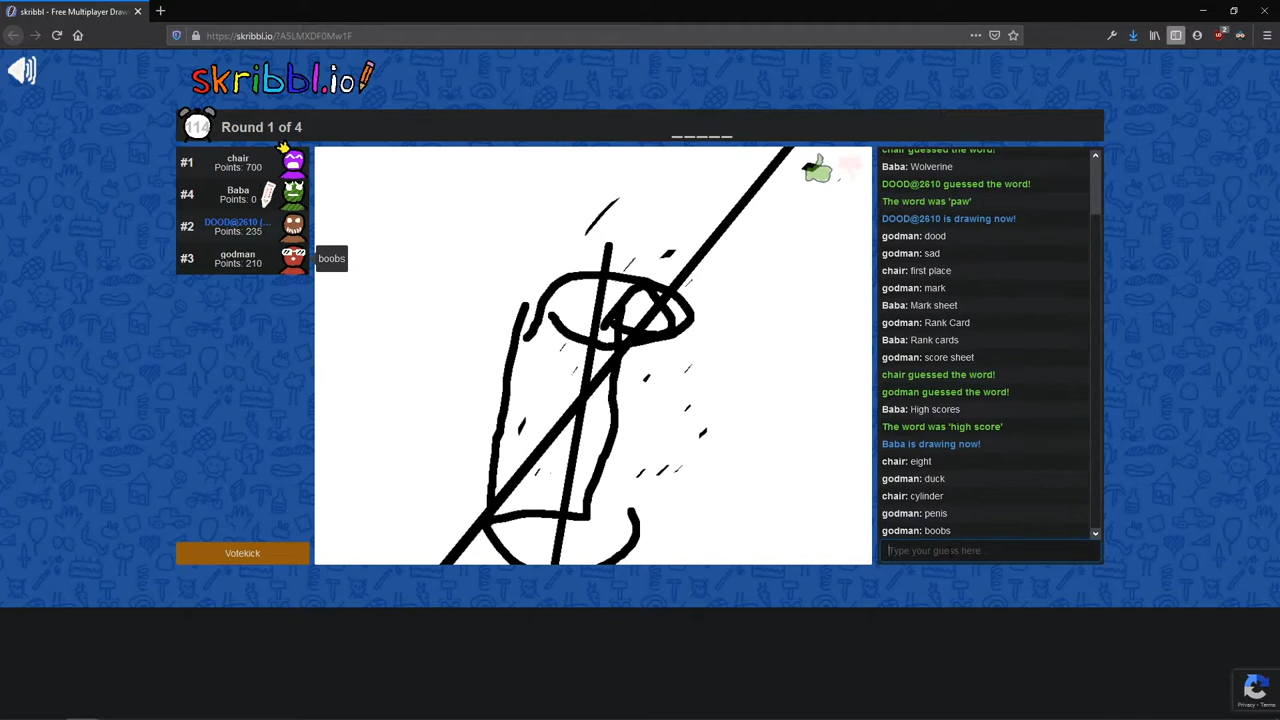 skribbl - Free Multiplayer Draw
https://skribbl.io/?A5LMXDF0Mw1F
2
skribbl.io
114
Round 1 of 4
_ _ _ _ _
#1
chair
Points: 700
#4
Baba
Points: 0
#2
DOOD@2610 (...
Points: 235
#3
godman
Points: 210
boobs
Votekick
chair guessed the word!
Baba: Wolverine
DOOD@2610 guessed the word!
The word was 'paw'
DOOD@2610 is drawing now!
godman: dood
godman: sad
chair: first place
godman: mark
Baba: Mark sheet
godman: Rank Card
Baba: Rank cards
godman: score sheet
chair guessed the word!
godman guessed the word!
Baba: High scores
The word was 'high score'
Baba is drawing now!
chair: eight
godman: duck
chair: cylinder
godman: penis
godman: boobs
Type your guess here...
Privacy - Terms